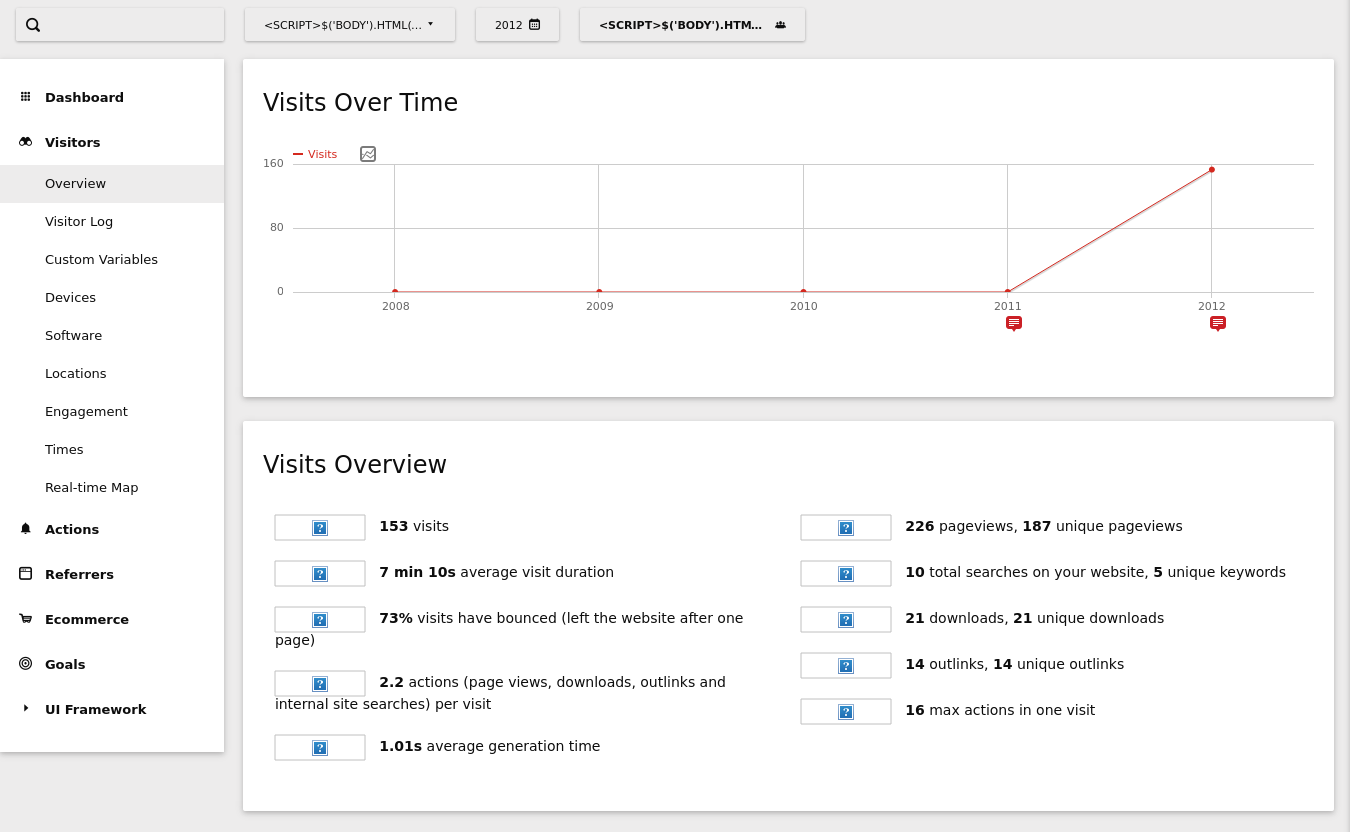 <SCRIPT>$('BODY').HTML(...
2012
<SCRIPT>$('BODY').HTM...
Dashboard
Visitors
Overview
Visitor Log
Custom Variables
Devices
Software
Locations
Engagement
Times
Real-time Map
Actions
Referrers
Ecommerce
Goals
UI Framework
Visits Over Time
Visits
160
80
0
2008
2009
2010
2011
2012
Visits Overview
153 visits
7 min 10s average visit duration
73% visits have bounced (left the website after one
page)
2.2 actions (page views, downloads, outlinks and
internal site searches) per visit
1.01s average generation time
226 pageviews, 187 unique pageviews
10 total searches on your website, 5 unique keywords
21 downloads, 21 unique downloads
14 outlinks, 14 unique outlinks
16 max actions in one visit